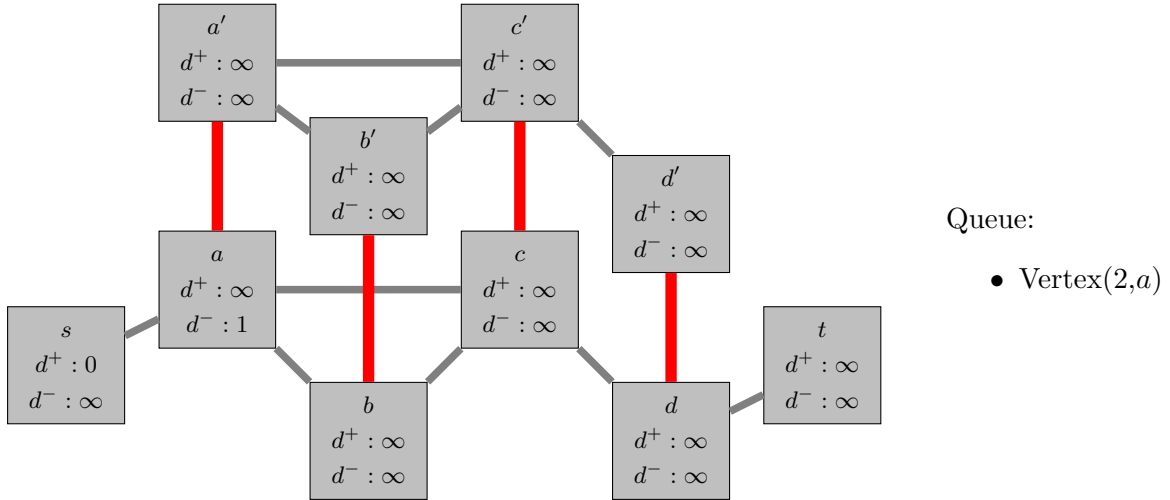 a′
d⁺ : ∞
d⁻ : ∞
c′
d⁺ : ∞
d⁻ : ∞
b′
d⁺ : ∞
d⁻ : ∞
d′
d⁺ : ∞
d⁻ : ∞
a
d⁺ : ∞
d⁻ : 1
c
d⁺ : ∞
d⁻ : ∞
s
d⁺ : 0
d⁻ : ∞
t
d⁺ : ∞
d⁻ : ∞
b
d⁺ : ∞
d⁻ : ∞
d
d⁺ : ∞
d⁻ : ∞
Queue:
• Vertex(2,a)